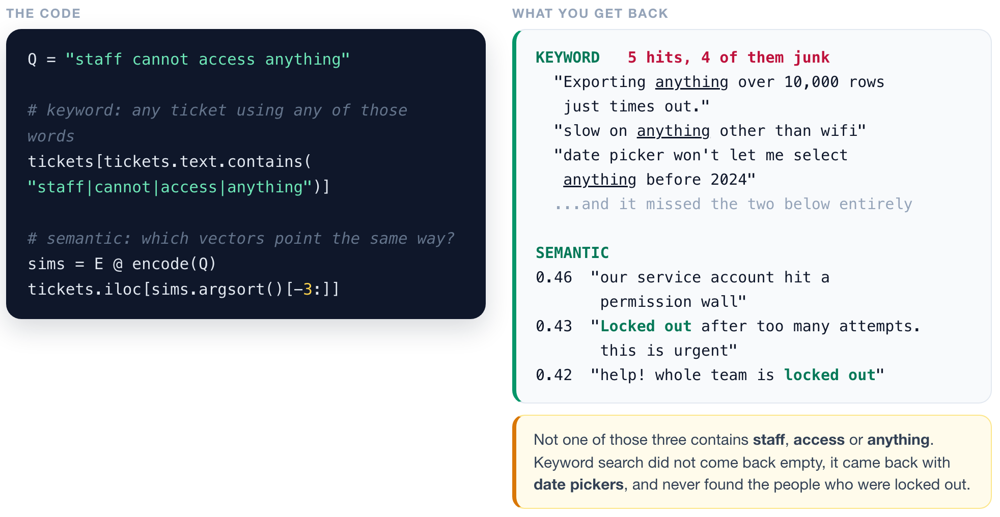 THE CODE
Q = "staff cannot access anything"
# keyword: any ticket using any of those
words
tickets[tickets.text.contains(
"staff|cannot|access|anything")]
# semantic: which vectors point the same way?
sims = E @ encode(Q)
tickets.iloc[sims.argsort()[−3:]]
WHAT YOU GET BACK
KEYWORD   5 hits, 4 of them junk
"Exporting anything over 10,000 rows
just times out."
"slow on anything other than wifi"
"date picker won't let me select
anything before 2024"
...and it missed the two below entirely
SEMANTIC
0.46  "our service account hit a
permission wall"
0.43  "Locked out after too many attempts.
this is urgent"
0.42  "help! whole team is locked out"
Not one of those three contains staff, access or anything.
Keyword search did not come back empty, it came back with
date pickers, and never found the people who were locked out.